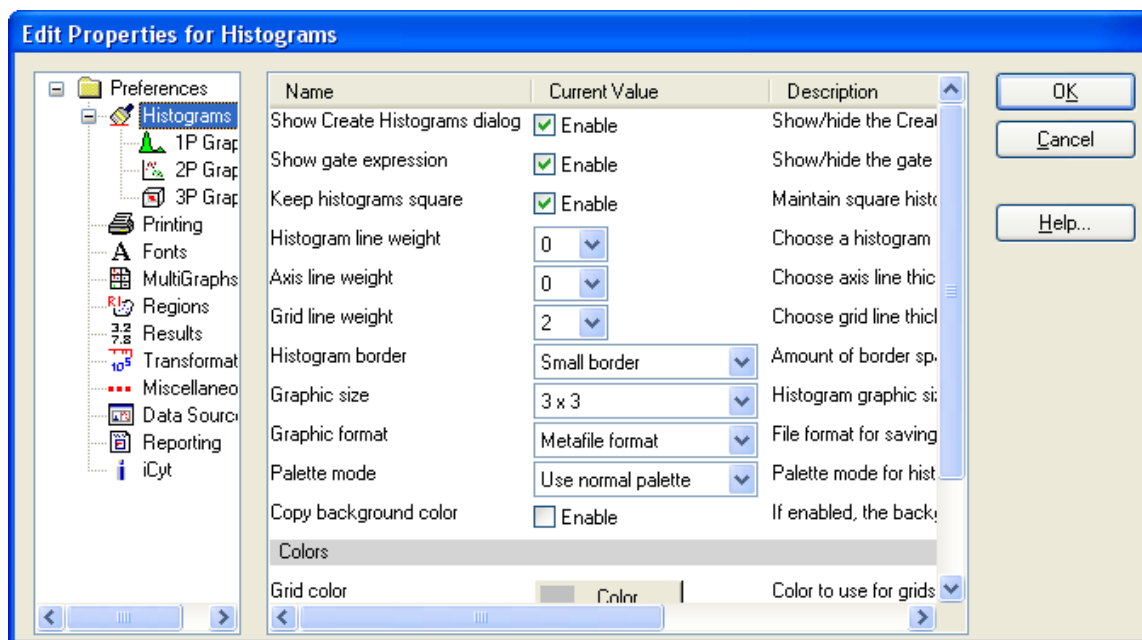 Edit Properties for Histograms
Preferences
Histograms
1P Grap
2P Grap
3P Grap
Printing
Fonts
MultiGraphs
Regions
Results
Transformat
Miscellaneo
Data Source
Reporting
iCyt
Name Current Value Description
Show Create Histograms dialog Enable Show/hide the Creat
Show gate expression Enable Show/hide the gate
Keep histograms square Enable Maintain square histo
Histogram line weight 0 Choose a histogram
Axis line weight 0 Choose axis line thic
Grid line weight 2 Choose grid line thicl
Histogram border Small border Amount of border sp
Graphic size 3 x 3 Histogram graphic si
Graphic format Metafile format File format for saving
Palette mode Use normal palette Palette mode for hist
Copy background color Enable If enabled, the back
Colors
Grid color Color Color to use for grids
OK
Cancel
Help...